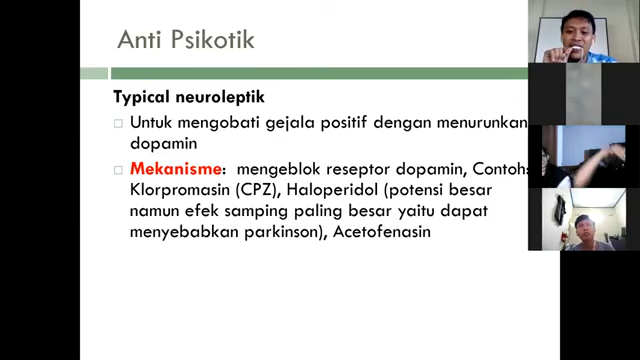 Anti Psikotik
Typical neuroleptik
Untuk mengobati gejala positif dengan menurunkan
dopamin
Mekanisme: mengeblok reseptor dopamin, Contoh:
Klorpromasin (CPZ), Haloperidol (potensi besar
namun efek samping paling besar yaitu dapat
menyebabkan parkinson), Acetofenasin